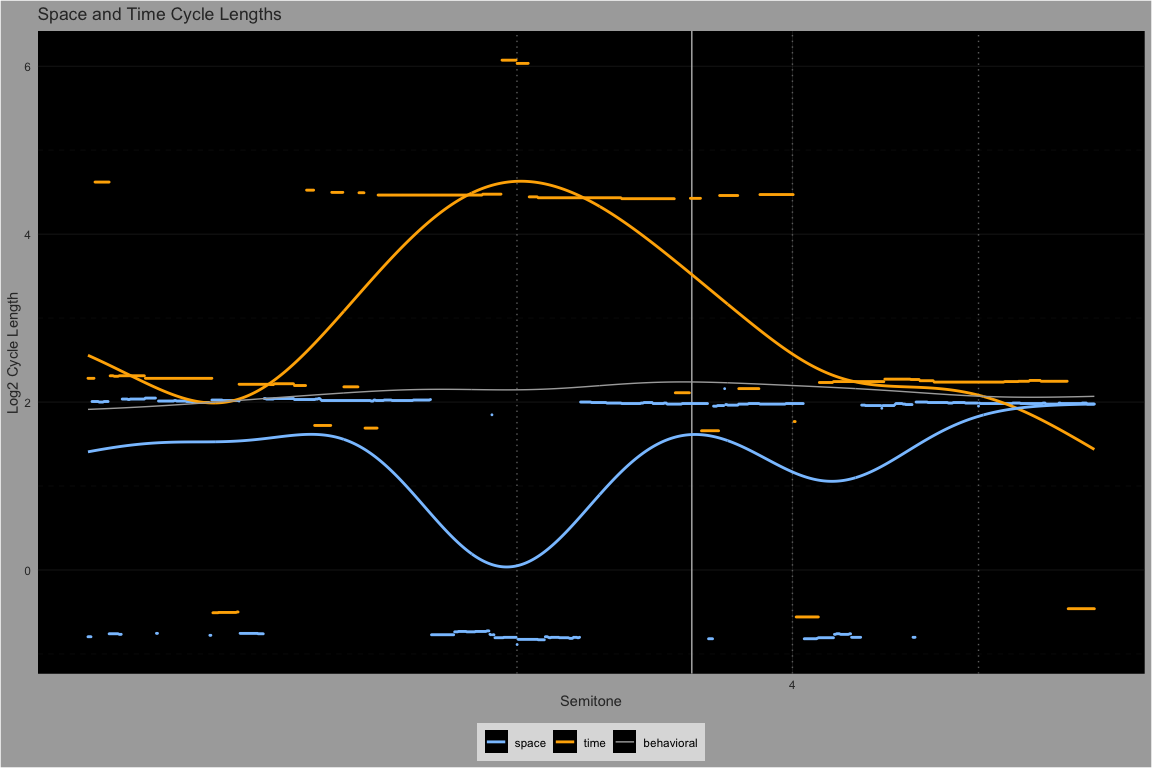 Space and Time Cycle Lengths
Log2 Cycle Length
6
4
2
0
4
Semitone
space
time
behavioral